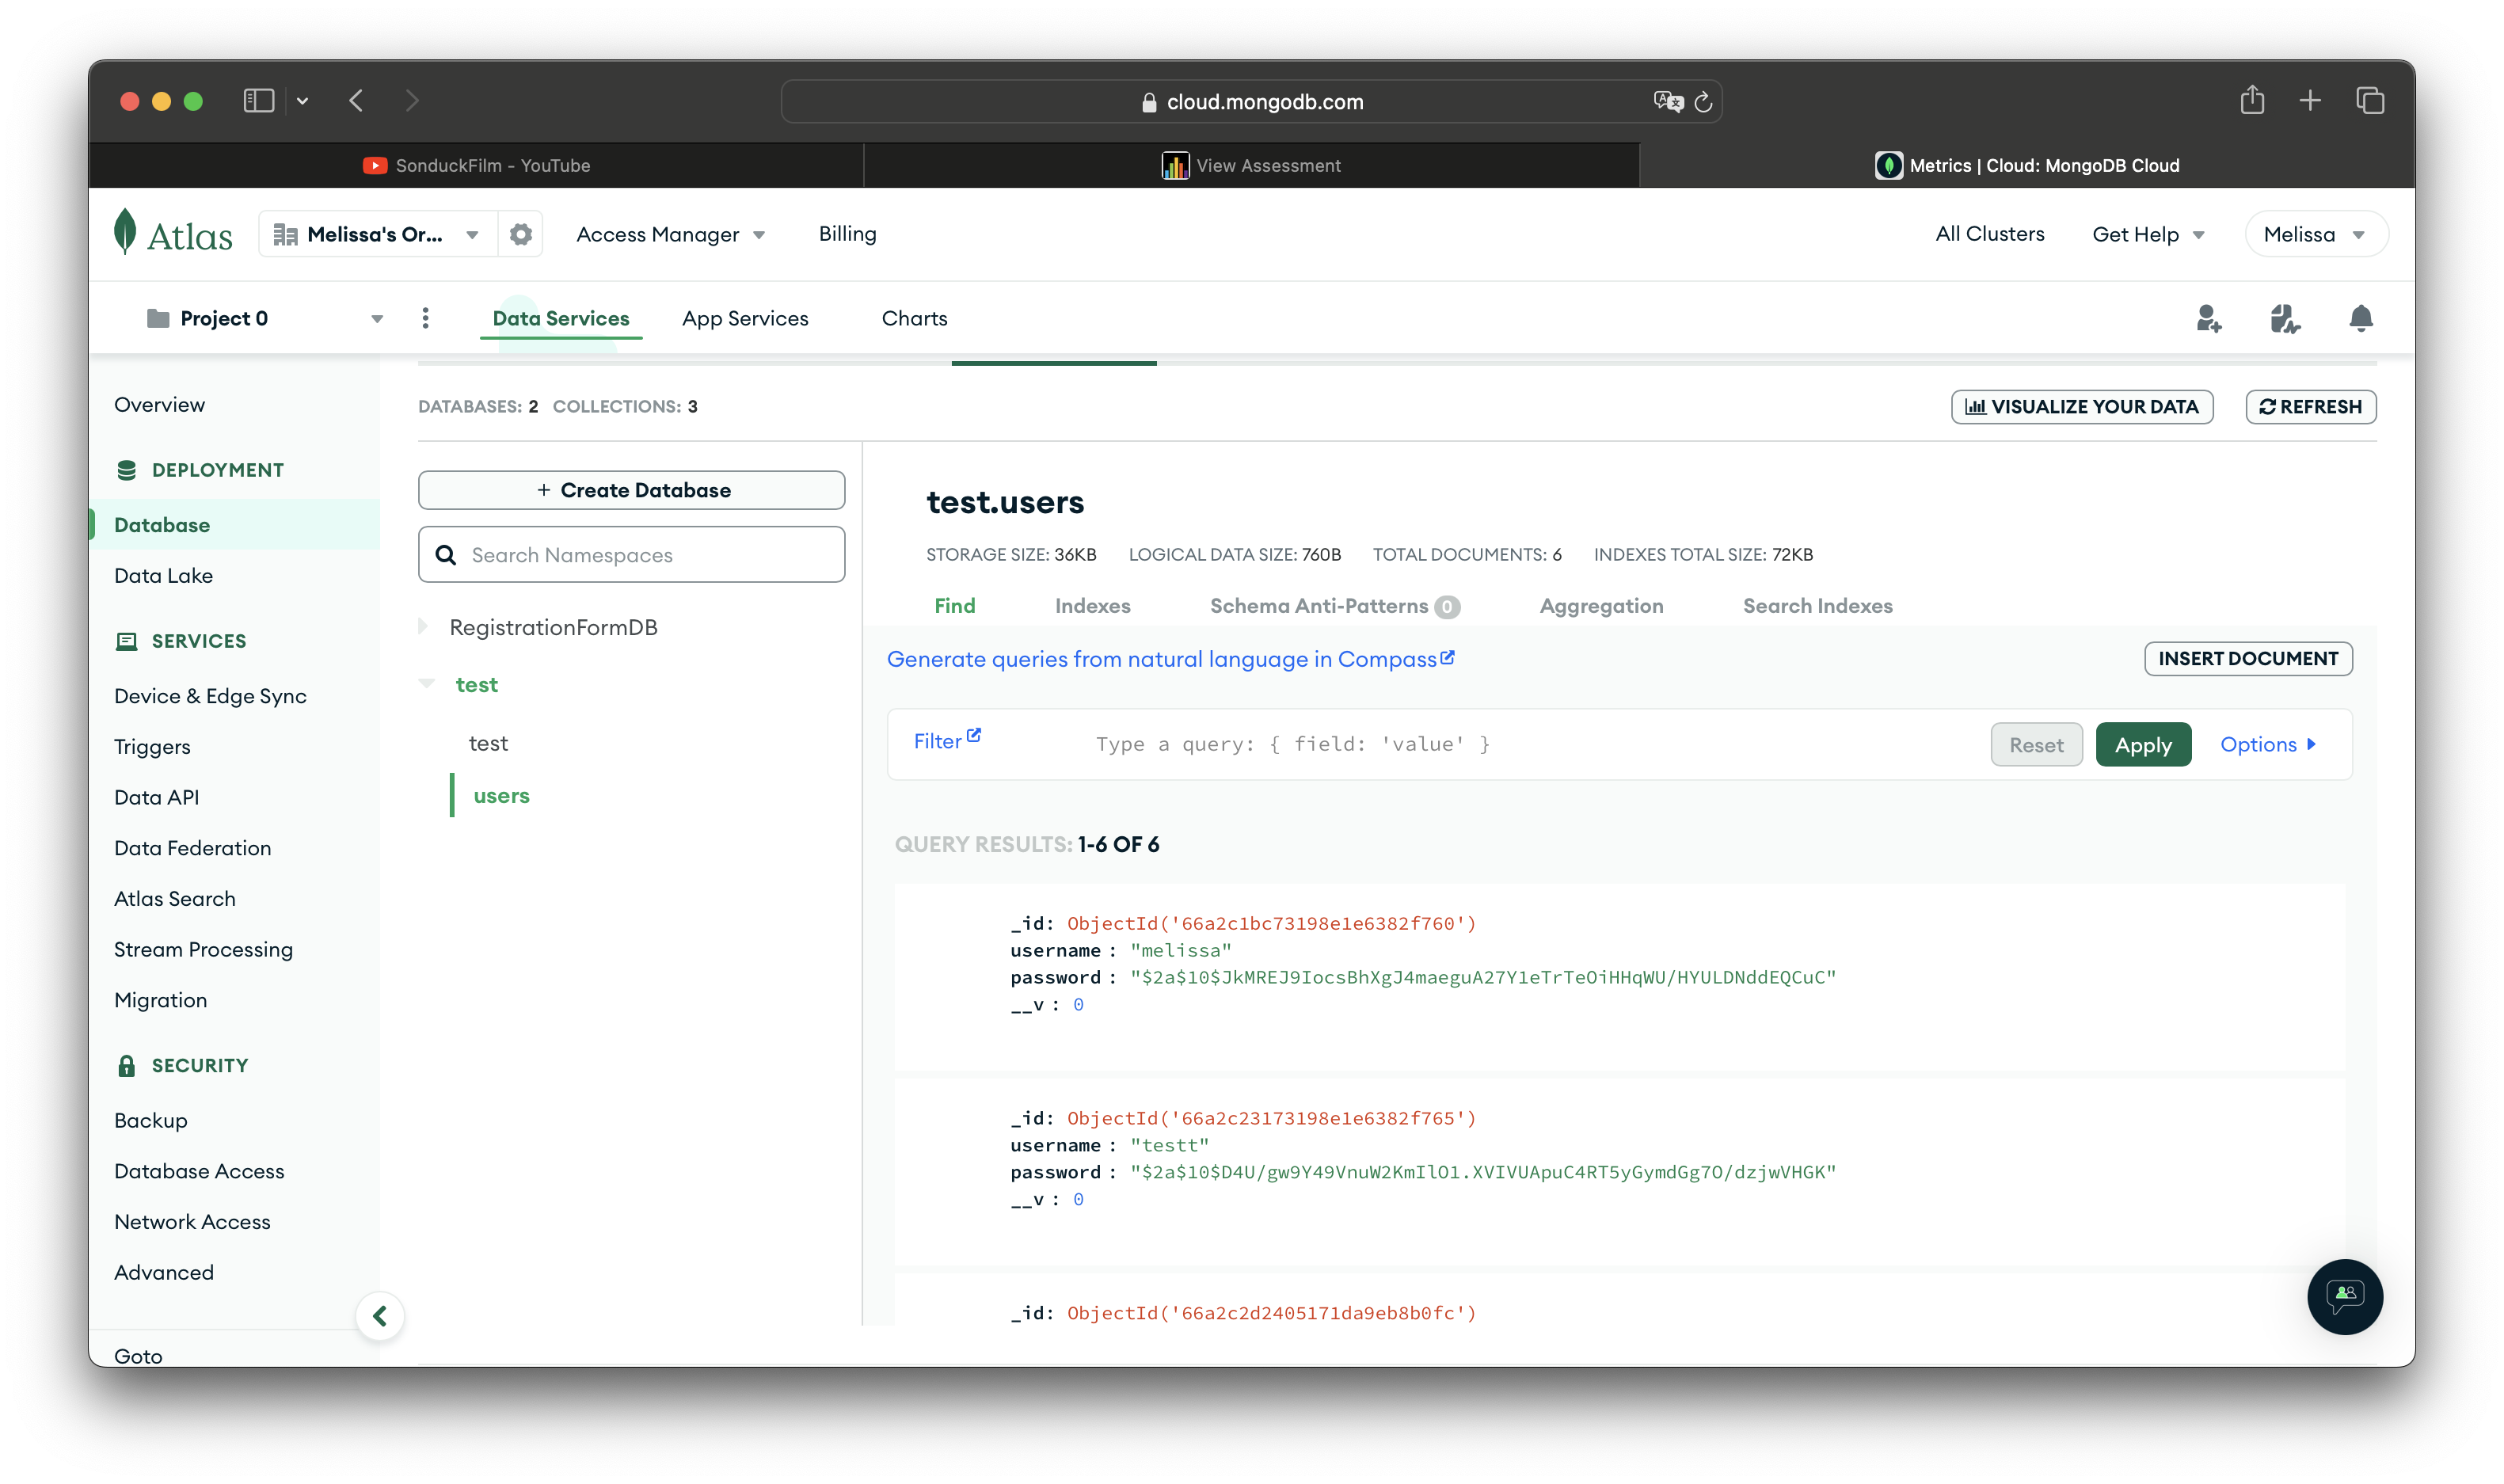 cloud.mongodb.com
SonduckFilm - YouTube
View Assessment
Metrics | Cloud: MongoDB Cloud
Atlas
Melissa's Or...
Access Manager
Billing
All Clusters
Get Help
Melissa
Project 0
Data Services
App Services
Charts
Overview
DEPLOYMENT
Database
Data Lake
SERVICES
Device & Edge Sync
Triggers
Data API
Data Federation
Atlas Search
Stream Processing
Migration
SECURITY
Backup
Database Access
Network Access
Advanced
Goto
DATABASES: 2 COLLECTIONS: 3
VISUALIZE YOUR DATA
REFRESH
+ Create Database
Search Namespaces
RegistrationFormDB
test
test
users
test.users
STORAGE SIZE: 36KB LOGICAL DATA SIZE: 760B TOTAL DOCUMENTS: 6 INDEXES TOTAL SIZE: 72KB
Find
Indexes
Schema Anti-Patterns 0
Aggregation
Search Indexes
Generate queries from natural language in Compass
INSERT DOCUMENT
Filter
Type a query: { field: 'value' }
Reset
Apply
Options
QUERY RESULTS: 1-6 OF 6
_id: ObjectId('66a2c1bc73198e1e6382f760')
username : "melissa"
password : "$2a$10$JkMREJ9IocsBhXgJ4maeguA27Y1eTrTeOiHHqWU/HYULDNddEQCuC"
__v : 0
_id: ObjectId('66a2c23173198e1e6382f765')
username : "testt"
password : "$2a$10$D4U/gw9Y49VnuW2KmIlO1.XVIVUApuC4RT5yGymdGg7O/dzjwVHGK"
__v : 0
_id: ObjectId('66a2c2d2405171da9eb8b0fc')